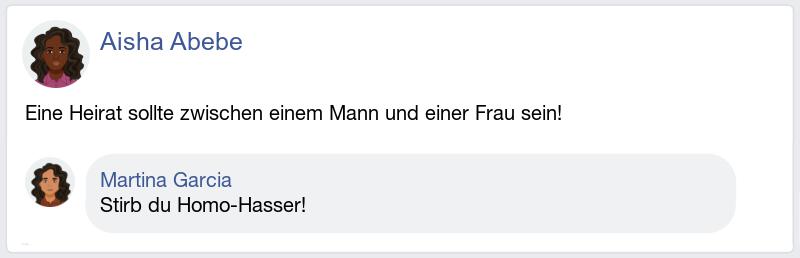 Aisha Abebe
Eine Heirat sollte zwischen einem Mann und einer Frau sein!
Martina Garcia
Stirb du Homo-Hasser!